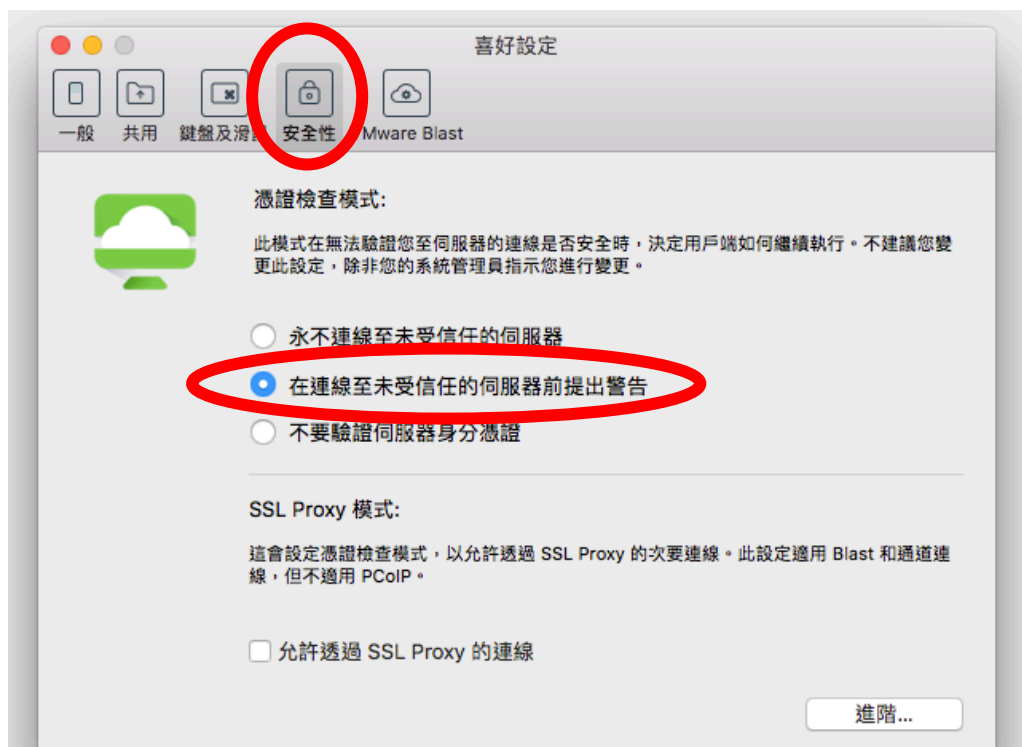 喜好設定
一般
共用
鍵盤及滑
安全性
Mware Blast
憑證檢查模式:
此模式在無法驗證您至伺服器的連線是否安全時，決定用戶端如何繼續執行。不建議您變
更此設定，除非您的系統管理員指示您進行變更。
永不連線至未受信任的伺服器
在連線至未受信任的伺服器前提出警告
不要驗證伺服器身分憑證
SSL Proxy 模式:
這會設定憑證檢查模式，以允許透過 SSL Proxy 的次要連線。此設定適用 Blast 和通道連
線，但不適用 PCoIP。
允許透過 SSL Proxy 的連線
進階...